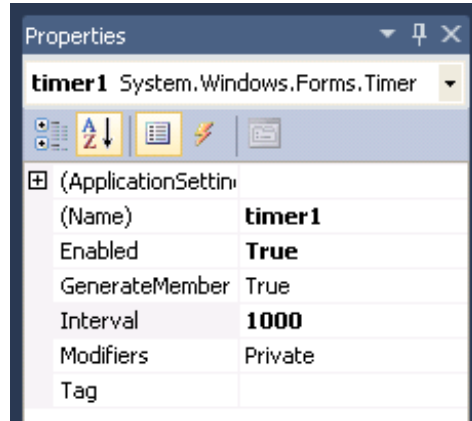 Properties
timer1 System.Windows.Forms.Timer
(ApplicationSettin
(Name) timer1
Enabled True
GenerateMember True
Interval 1000
Modifiers Private
Tag